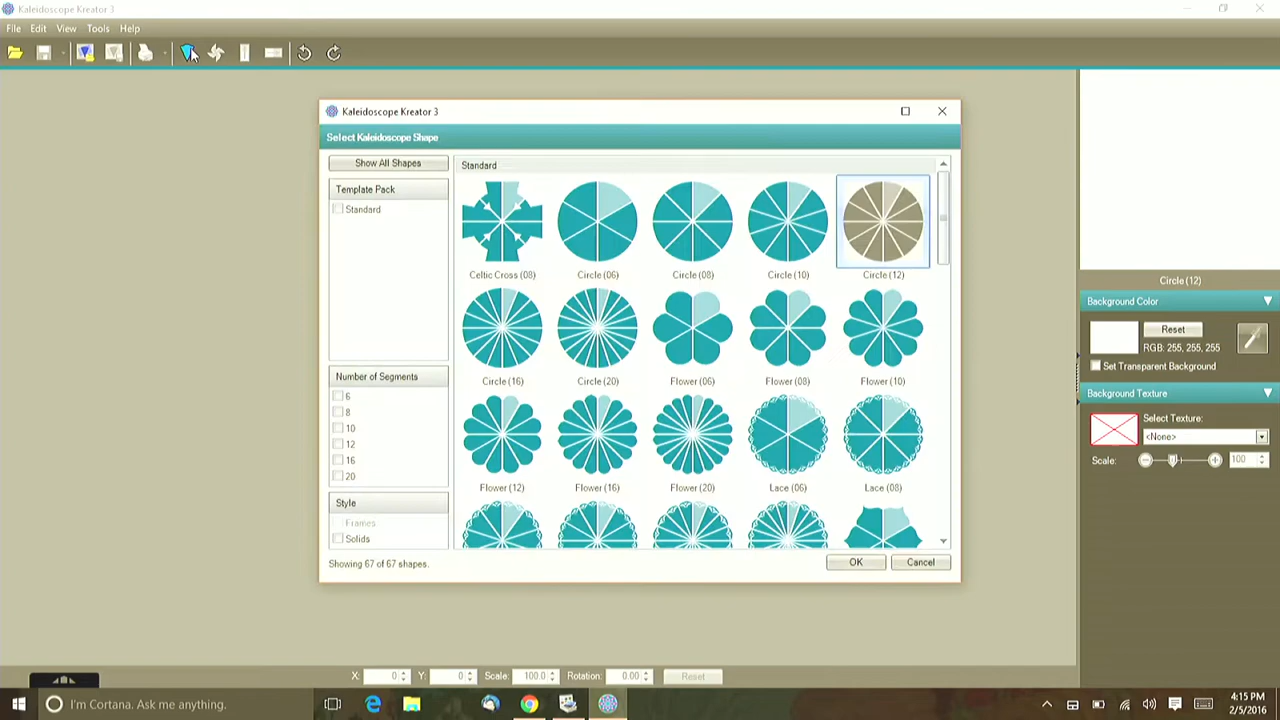 Kaleidoscope Kreator 3
File Edit View Tools Help
Kaleidoscope Kreator 3
Select Kaleidoscope Shape
Show All Shapes
Template Pack
Standard
Number of Segments
6
8
10
12
16
20
Style
Frames
Solids
Showing 67 of 67 shapes.
Standard
Celtic Cross (08) Circle (06) Circle (08) Circle (10) Circle (12)
Circle (16) Circle (20) Flower (06) Flower (08) Flower (10)
Flower (12) Flower (16) Flower (20) Lace (06) Lace (08)
OK Cancel
Circle (12)
Background Color
Reset
RGB: 255, 255, 255
Set Transparent Background
Background Texture
Select Texture:
<None>
Scale: 100
X: 0 Y: 0 Scale: 100.0 Rotation: 0.00 Reset
I'm Cortana. Ask me anything.
4:15 PM
2/5/2016